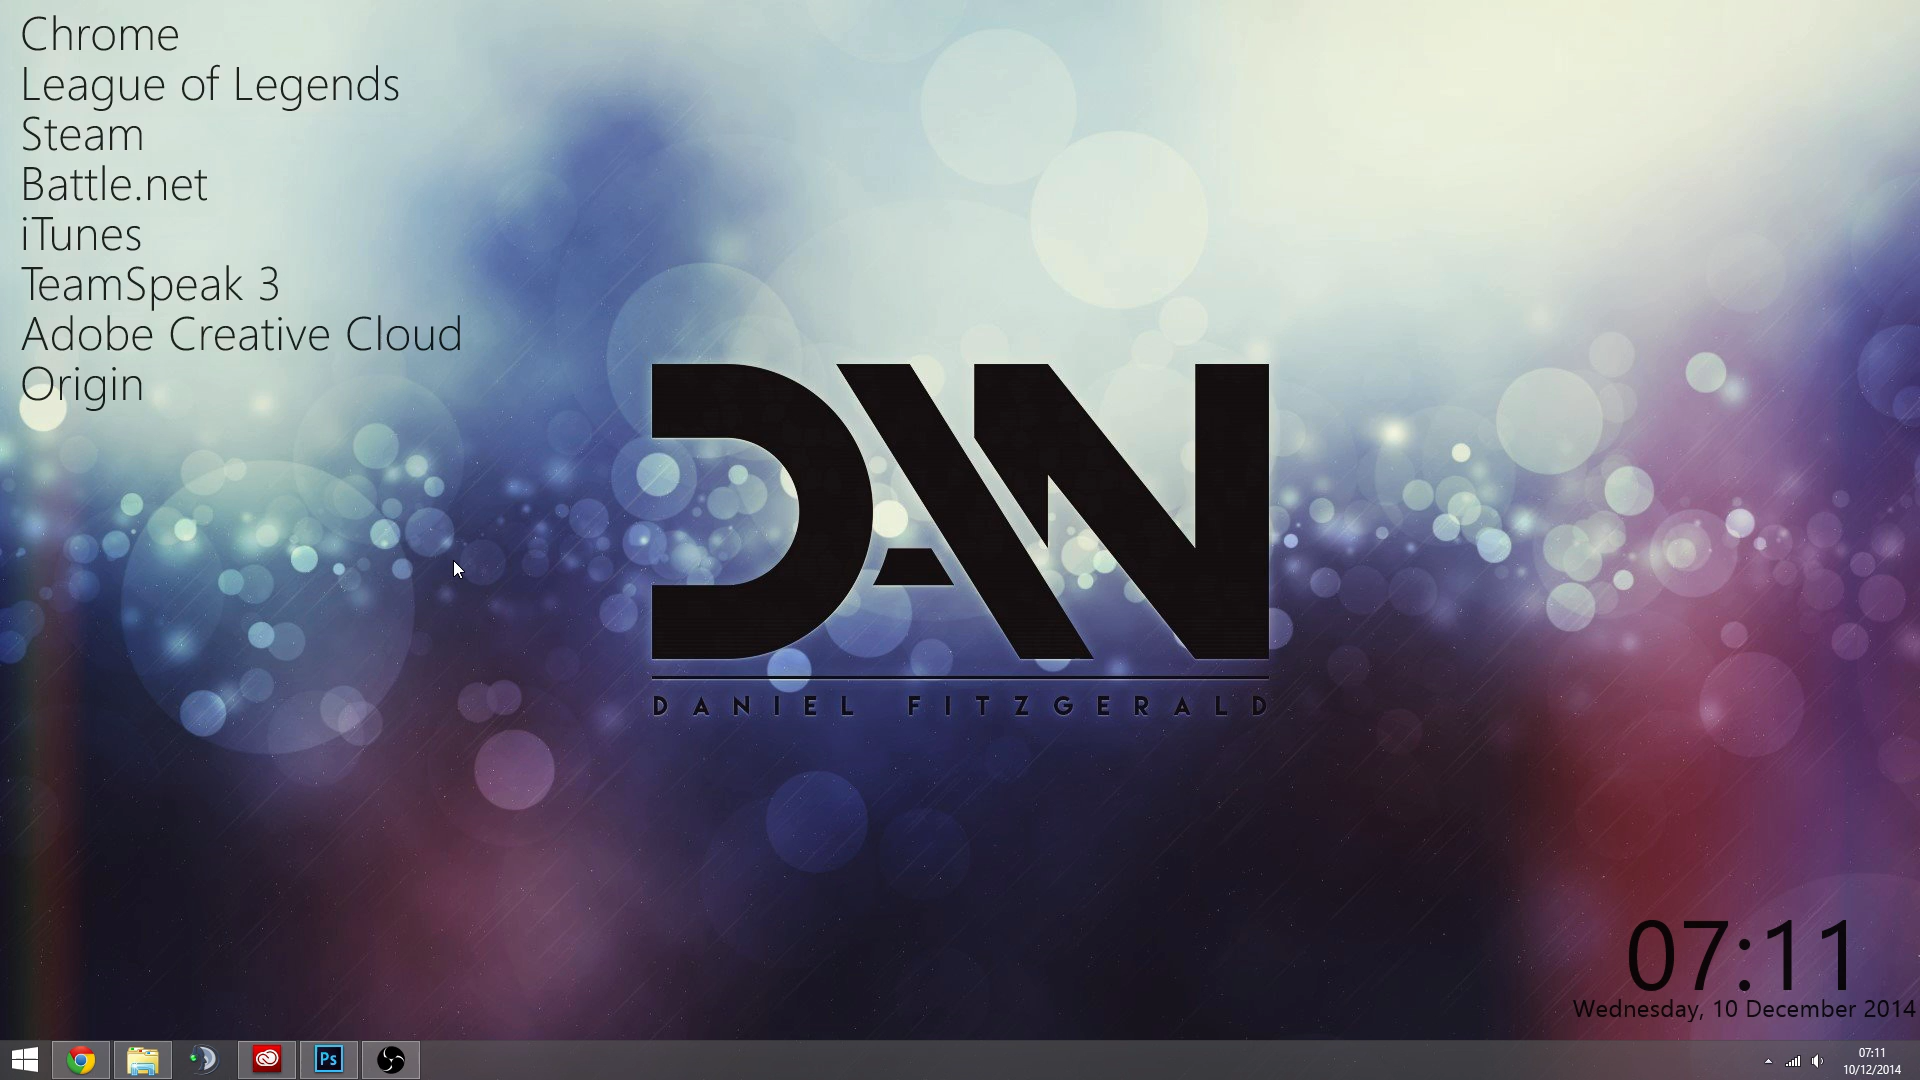 Chrome
League of Legends
Steam
Battle.net
iTunes
TeamSpeak 3
Adobe Creative Cloud
Origin
DAN
DANIEL FITZGERALD
07:11
Wednesday, 10 December 2014
Ps
07:11
10/12/2014